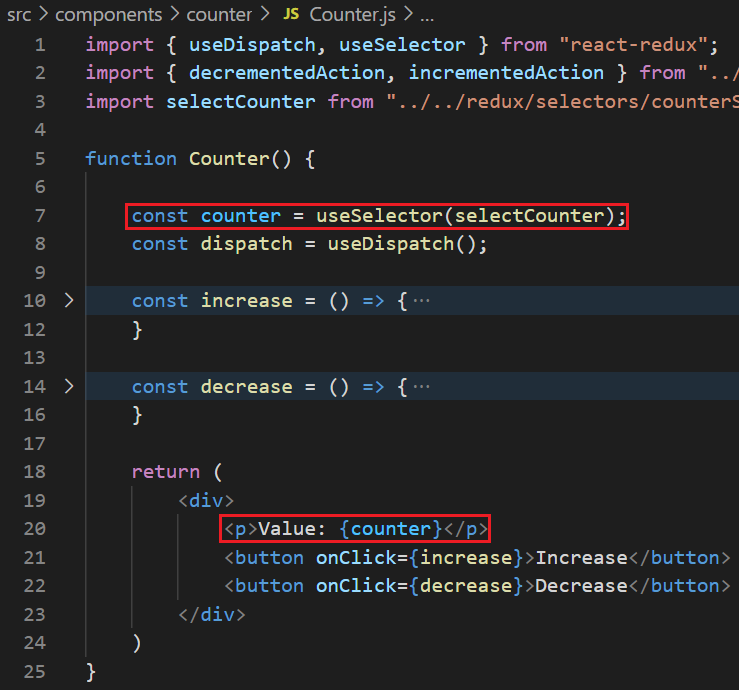 src > components > counter > JS Counter.js > ...
1 import { useDispatch, useSelector } from "react-redux";
2 import { decrementedAction, incrementedAction } from "../
3 import selectCounter from "../../redux/selectors/counterS
4
5 function Counter() {
6
7 const counter = useSelector(selectCounter);
8 const dispatch = useDispatch();
9
10 > const increase = () => { ···
12 }
13
14 > const decrease = () => { ···
16 }
17
18 return (
19 <div>
20 <p>Value: {counter}</p>
21 <button onClick={increase}>Increase</button>
22 <button onClick={decrease}>Decrease</button>
23 </div>
24 )
25 }